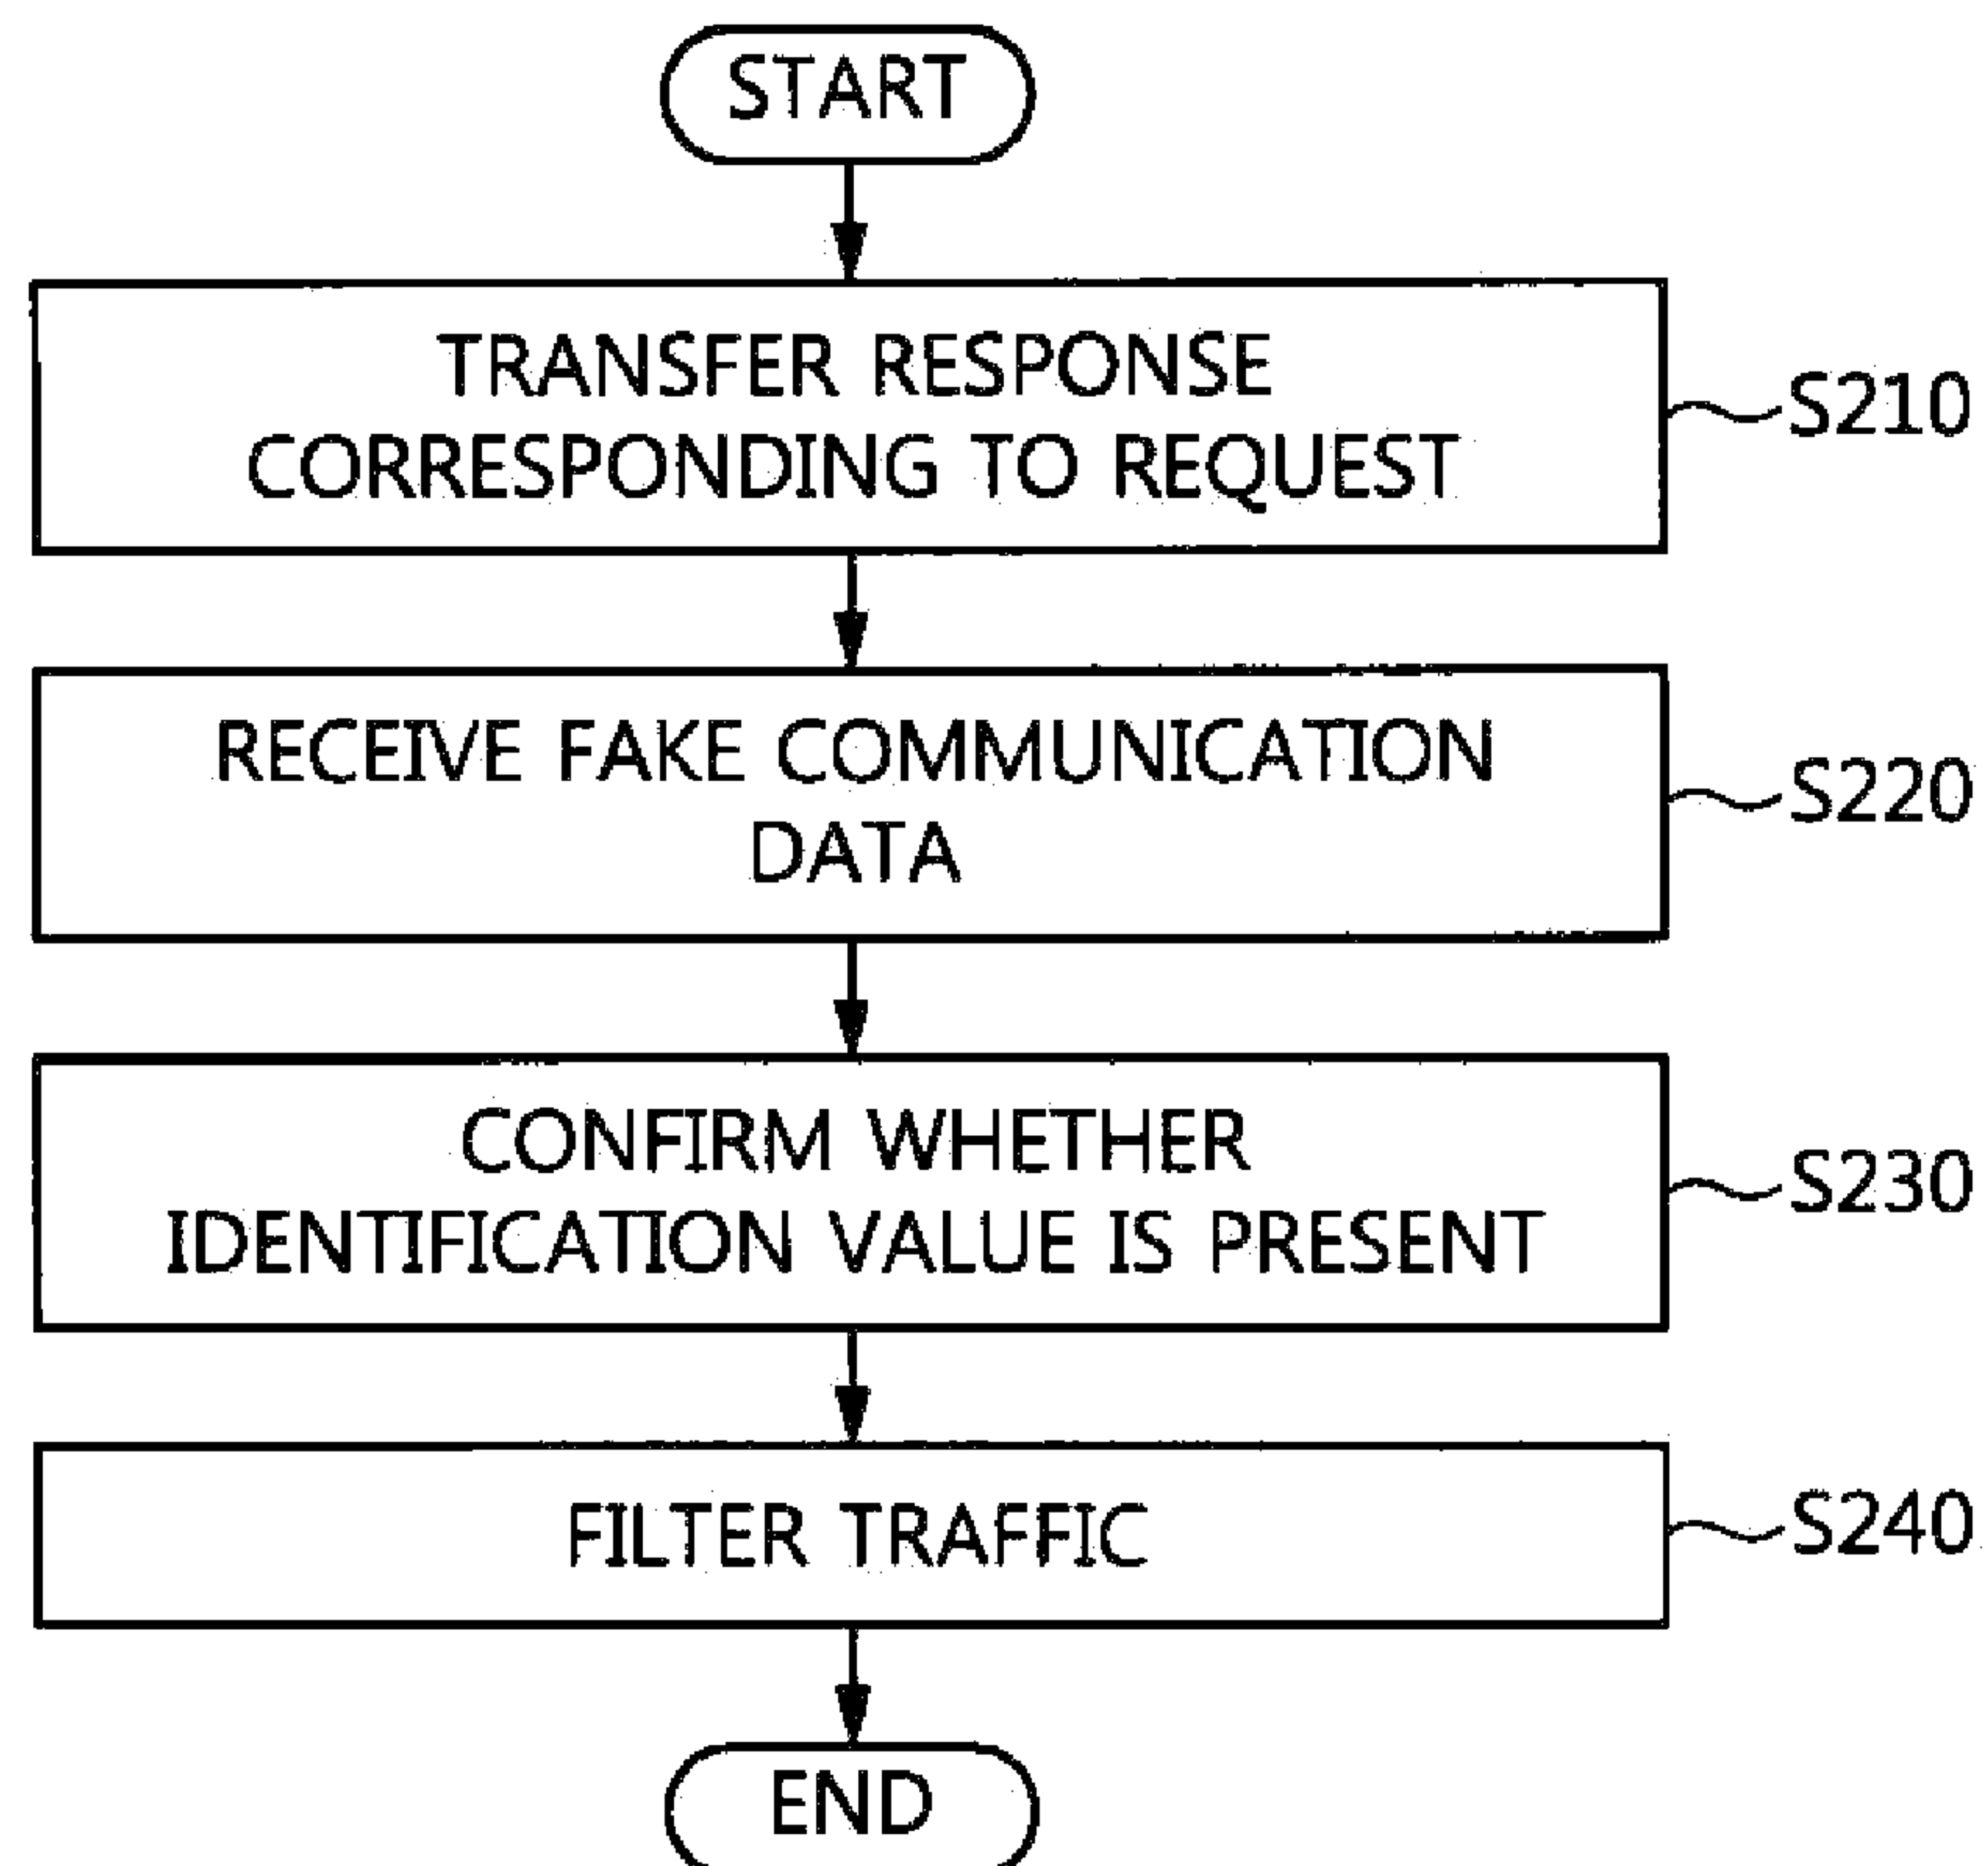 START
TRANSFER RESPONSE
CORRESPONDING TO REQUEST
S210
RECEIVE FAKE COMMUNICATION
DATA
S220
CONFIRM WHETHER
IDENTIFICATION VALUE IS PRESENT
S230
FILTER TRAFFIC
S240
END